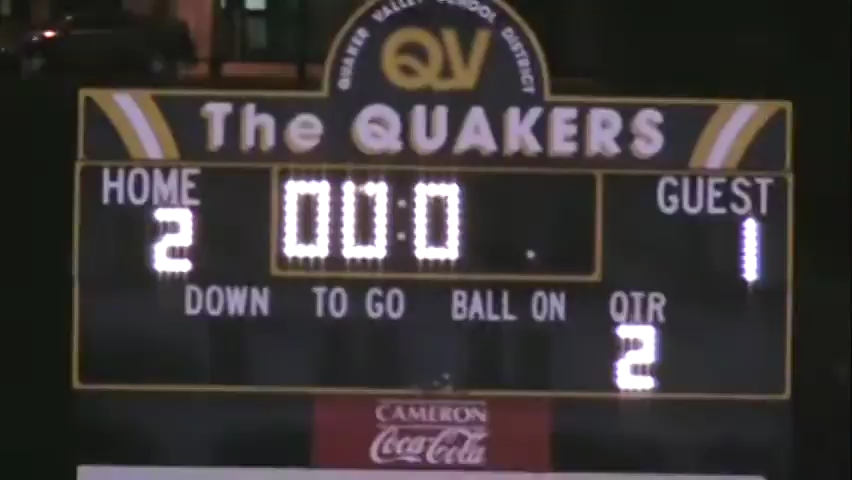 QUAKER VALLEY SCHOOL DISTRICT
QV
The QUAKERS
HOME
00:0
GUEST
2
1
DOWN TO GO BALL ON QTR
2
CAMERON
Coca-Cola